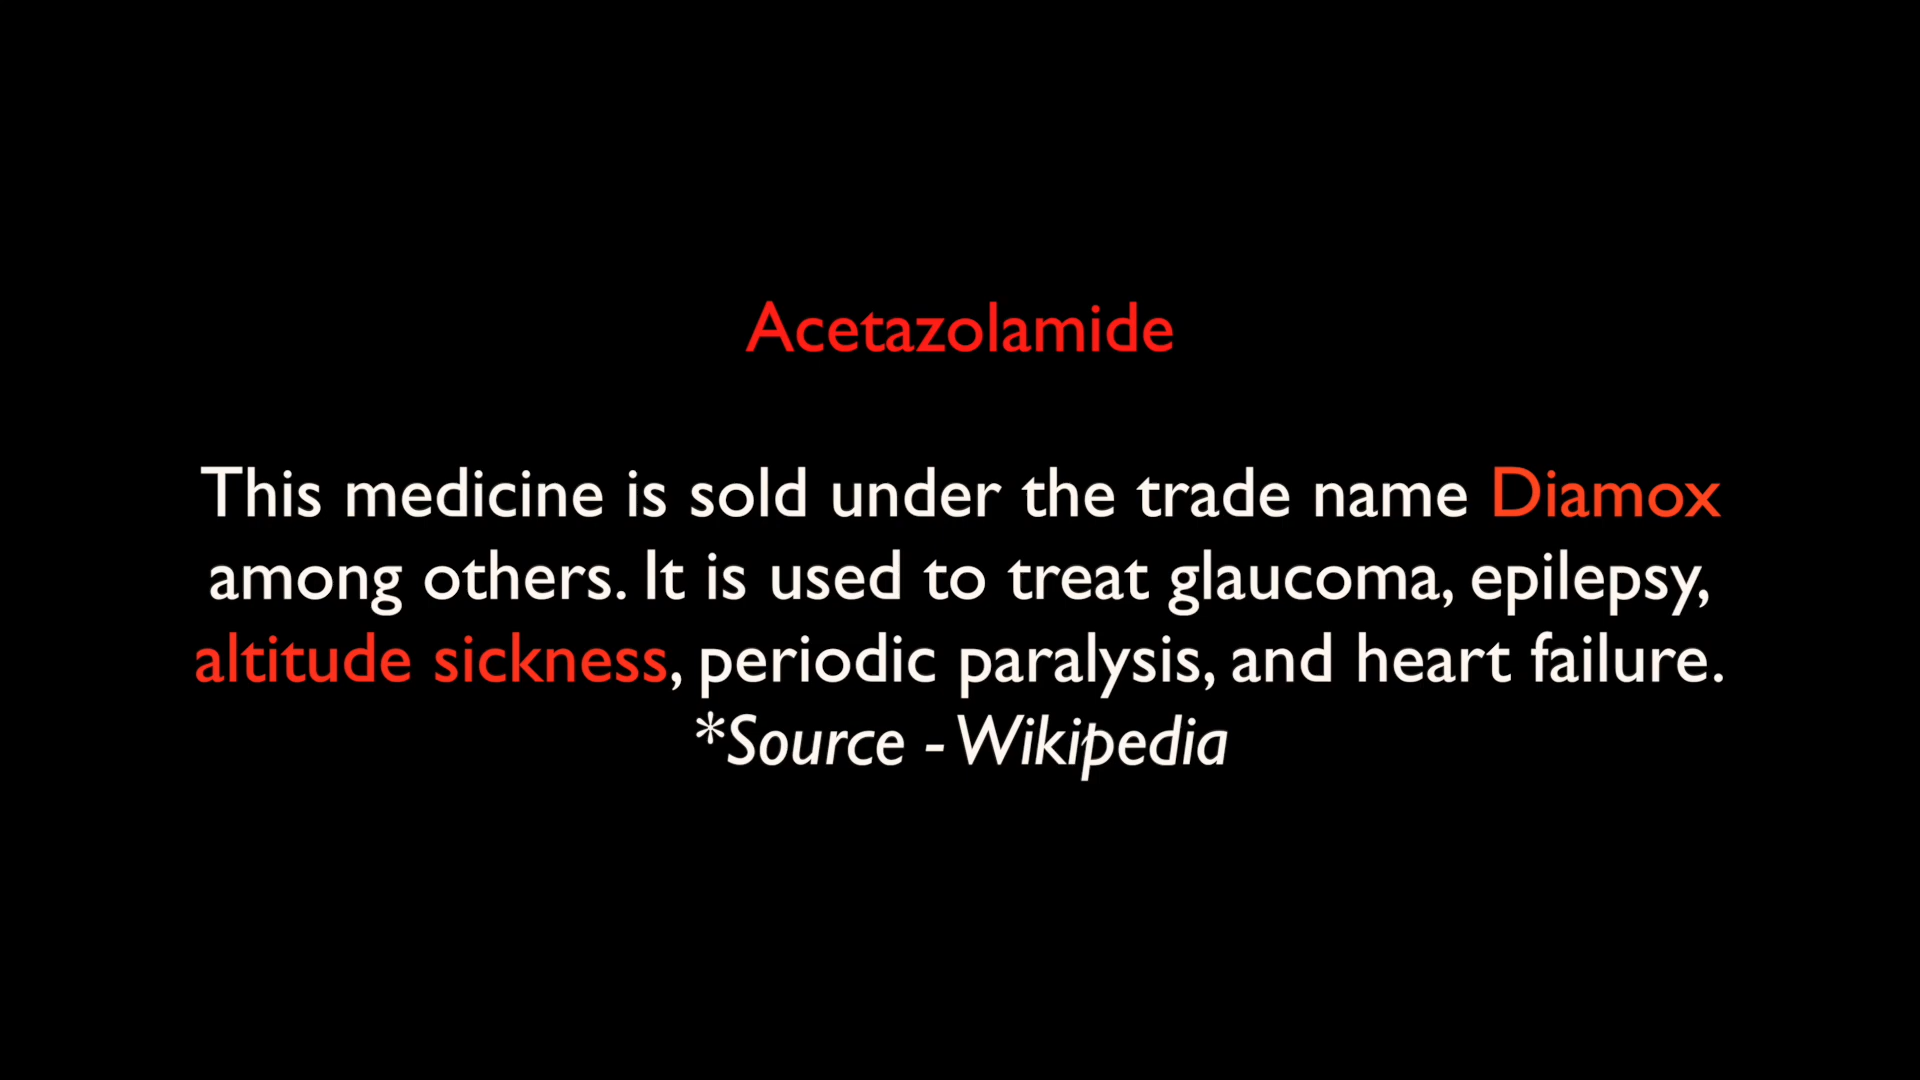 Acetazolamide
This medicine is sold under the trade name Diamox
among others. It is used to treat glaucoma, epilepsy,
altitude sickness, periodic paralysis, and heart failure.
*Source - Wikipedia